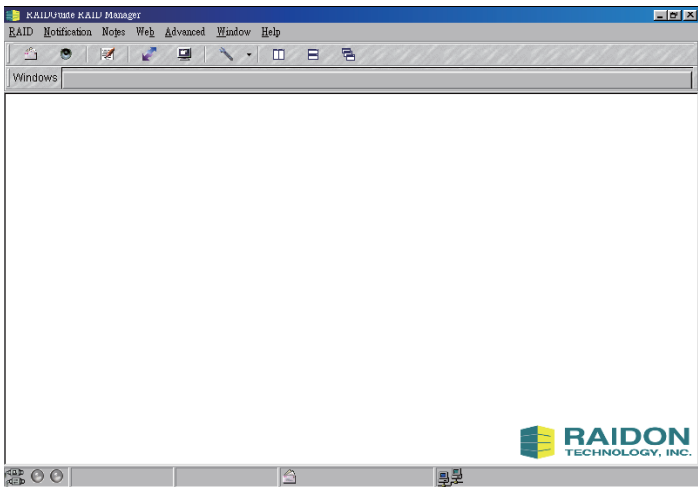 RAIDGuide RAID Manager
RAID Notification Notes Web Advanced Window Help
Windows
RAIDON
TECHNOLOGY, INC.